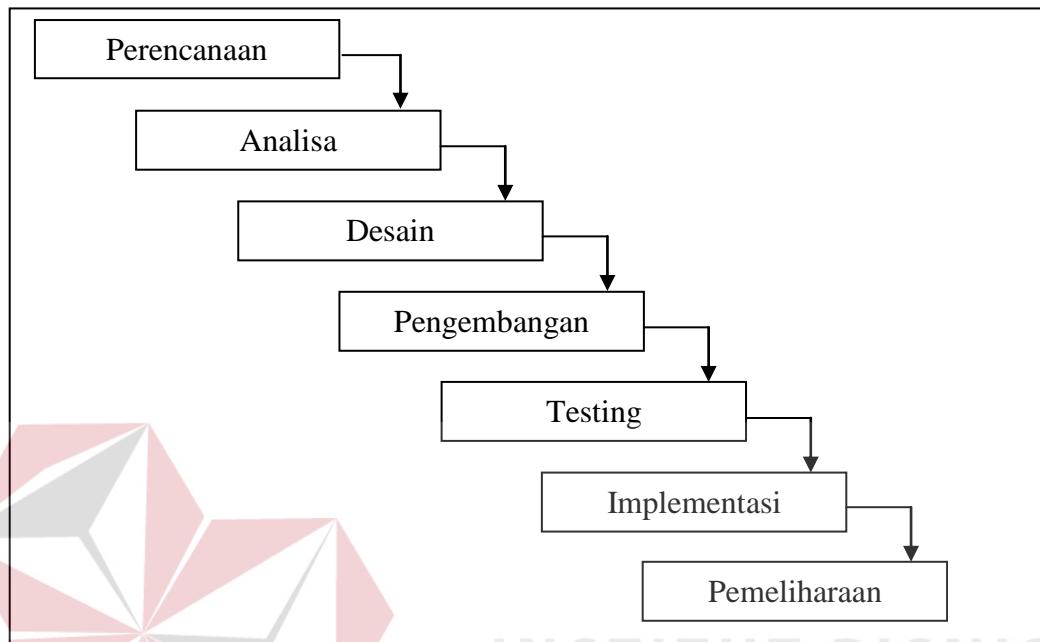 Perencanaan
Analisa
Desain
Pengembangan
Testing
Implementasi
Pemeliharaan